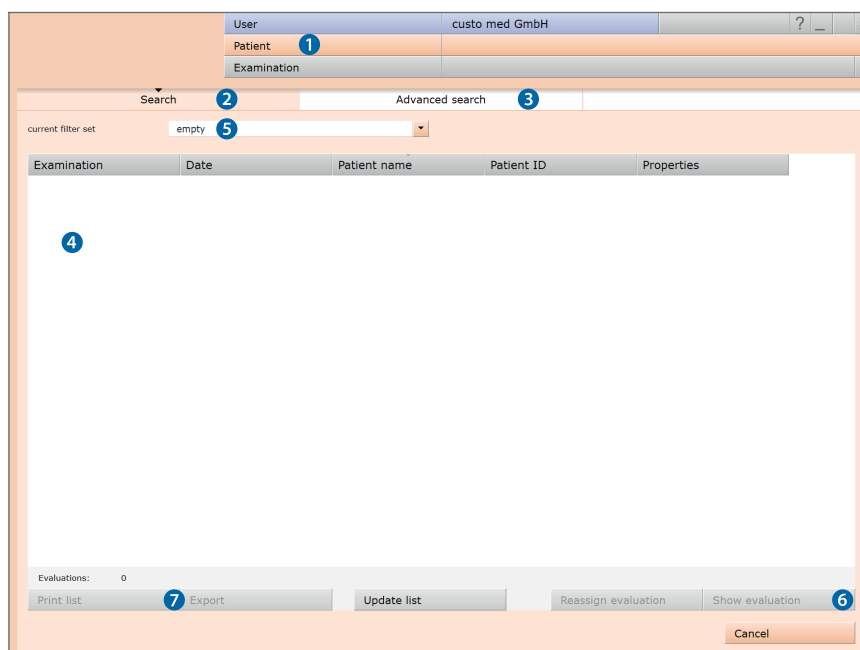 User custo med GmbH ? _
Patient 1
Examination
Search 2 Advanced search 3
current filter set empty 5
Examination Date Patient name Patient ID Properties
4
Evaluations: 0
Print list 7 Export Update list Reassign evaluation Show evaluation 6
Cancel